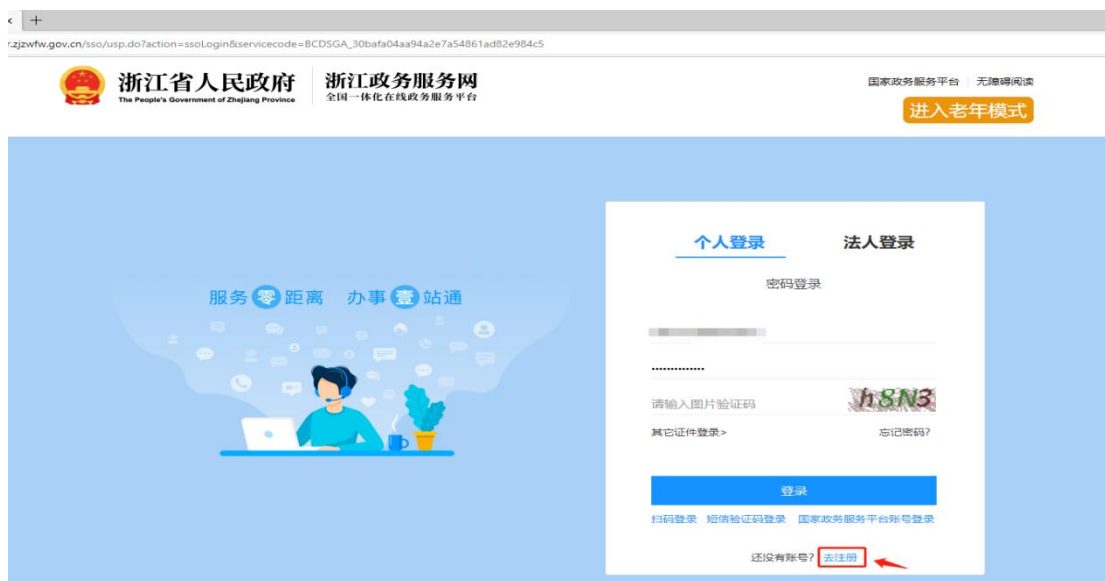 r.zjzwfw.gov.cn/sso/usp.do?action=ssoLogin&servicecode=BCDSGA_30bafa04aa94a2e7a54861ad82e984c5
浙江省人民政府
The People's Government of Zhejiang Province
浙江政务服务网
全国一体化在线政务服务平台
国家政务服务平台 无障碍阅读
进入老年模式
个人登录 法人登录
密码登录
服务零距离 办事壹站通
请输入图片验证码 h8N3
其它证件登录> 忘记密码?
登录
扫码登录 短信验证码登录 国家政务服务平台账号登录
还没有账号? 去注册